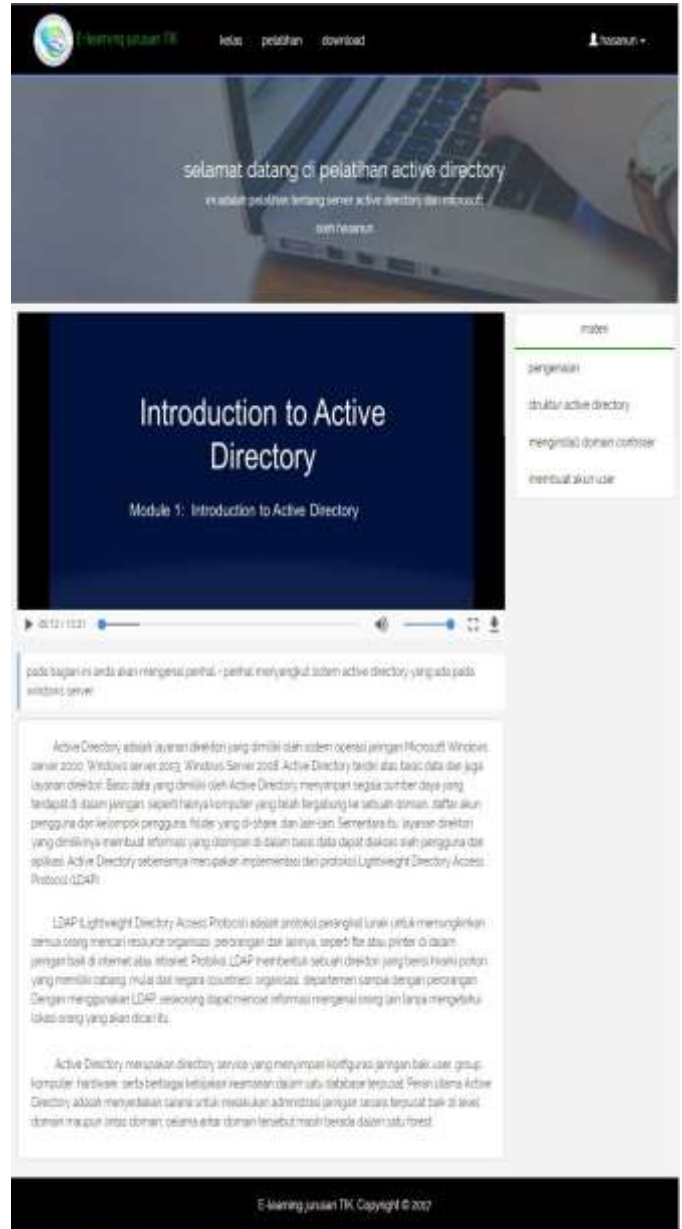 E-learning jurusan TIK
kelas pelatihan download
hasanun
selamat datang di pelatihan active directory
ini adalah pelatihan tentang server active directory dari microsoft
oleh hasanun
Introduction to Active
Directory
Module 1: Introduction to Active Directory
materi
pengenalan
struktur active directory
menginstall domain controller
membuat akun user
pada bagian ini anda akan mengenal perihal - perihal menyangkut sistem active directory yang ada pada
windows server
Active Directory adalah layanan direktori yang dimiliki oleh sistem operasi jaringan Microsoft Windows
server 2000, Windows server 2003, Windows Server 2008. Active Directory terdiri atas basis data dan juga
layanan direktori. Basis data yang dimiliki oleh Active Directory menyimpan segala sumber daya yang
terdapat di dalam jaringan, seperti halnya komputer yang telah tergabung ke sebuah domain, daftar akun
pengguna dan kelompok pengguna, folder yang di-share, dan lain-lain. Sementara itu, layanan direktori
yang dimilikinya membuat informasi yang disimpan di dalam basis data dapat diakses oleh pengguna dan
aplikasi. Active Directory sebenarnya merupakan implementasi dari protokol Lightweight Directory Access
Protocol (LDAP)
LDAP (Lightweight Directory Access Protocol) adalah protokol perangkat lunak untuk memungkinkan
semua orang mencari resource organisasi, perorangan dan lainnya, seperti file atau printer di dalam
jaringan baik di internet atau intranet. Protokol LDAP membentuk sebuah direktori yang berisi hirarki pohon
yang memiliki cabang, mulai dari negara (countries), organisasi, departemen sampai dengan perorangan.
Dengan menggunakan LDAP, seseorang dapat mencari informasi mengenai orang lain tanpa mengetahui
lokasi orang yang akan dicari itu.
Active Directory merupakan directory service yang menyimpan konfigurasi jaringan baik user, group,
komputer, hardware, serta berbagai kebijakan keamanan dalam satu database terpusat. Peran utama Active
Directory adalah menyediakan sarana untuk melakukan administrasi jaringan secara terpusat baik di level
domain maupun lintas domain, selama antar domain tersebut masih berada dalam satu forest.
E-learning jurusan TIK. Copyright © 2017